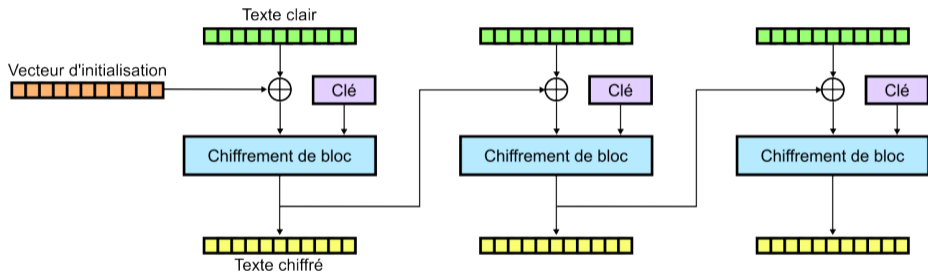 Texte clair
Vecteur d'initialisation
Clé
Clé
Clé
Chiffrement de bloc
Chiffrement de bloc
Chiffrement de bloc
Texte chiffré